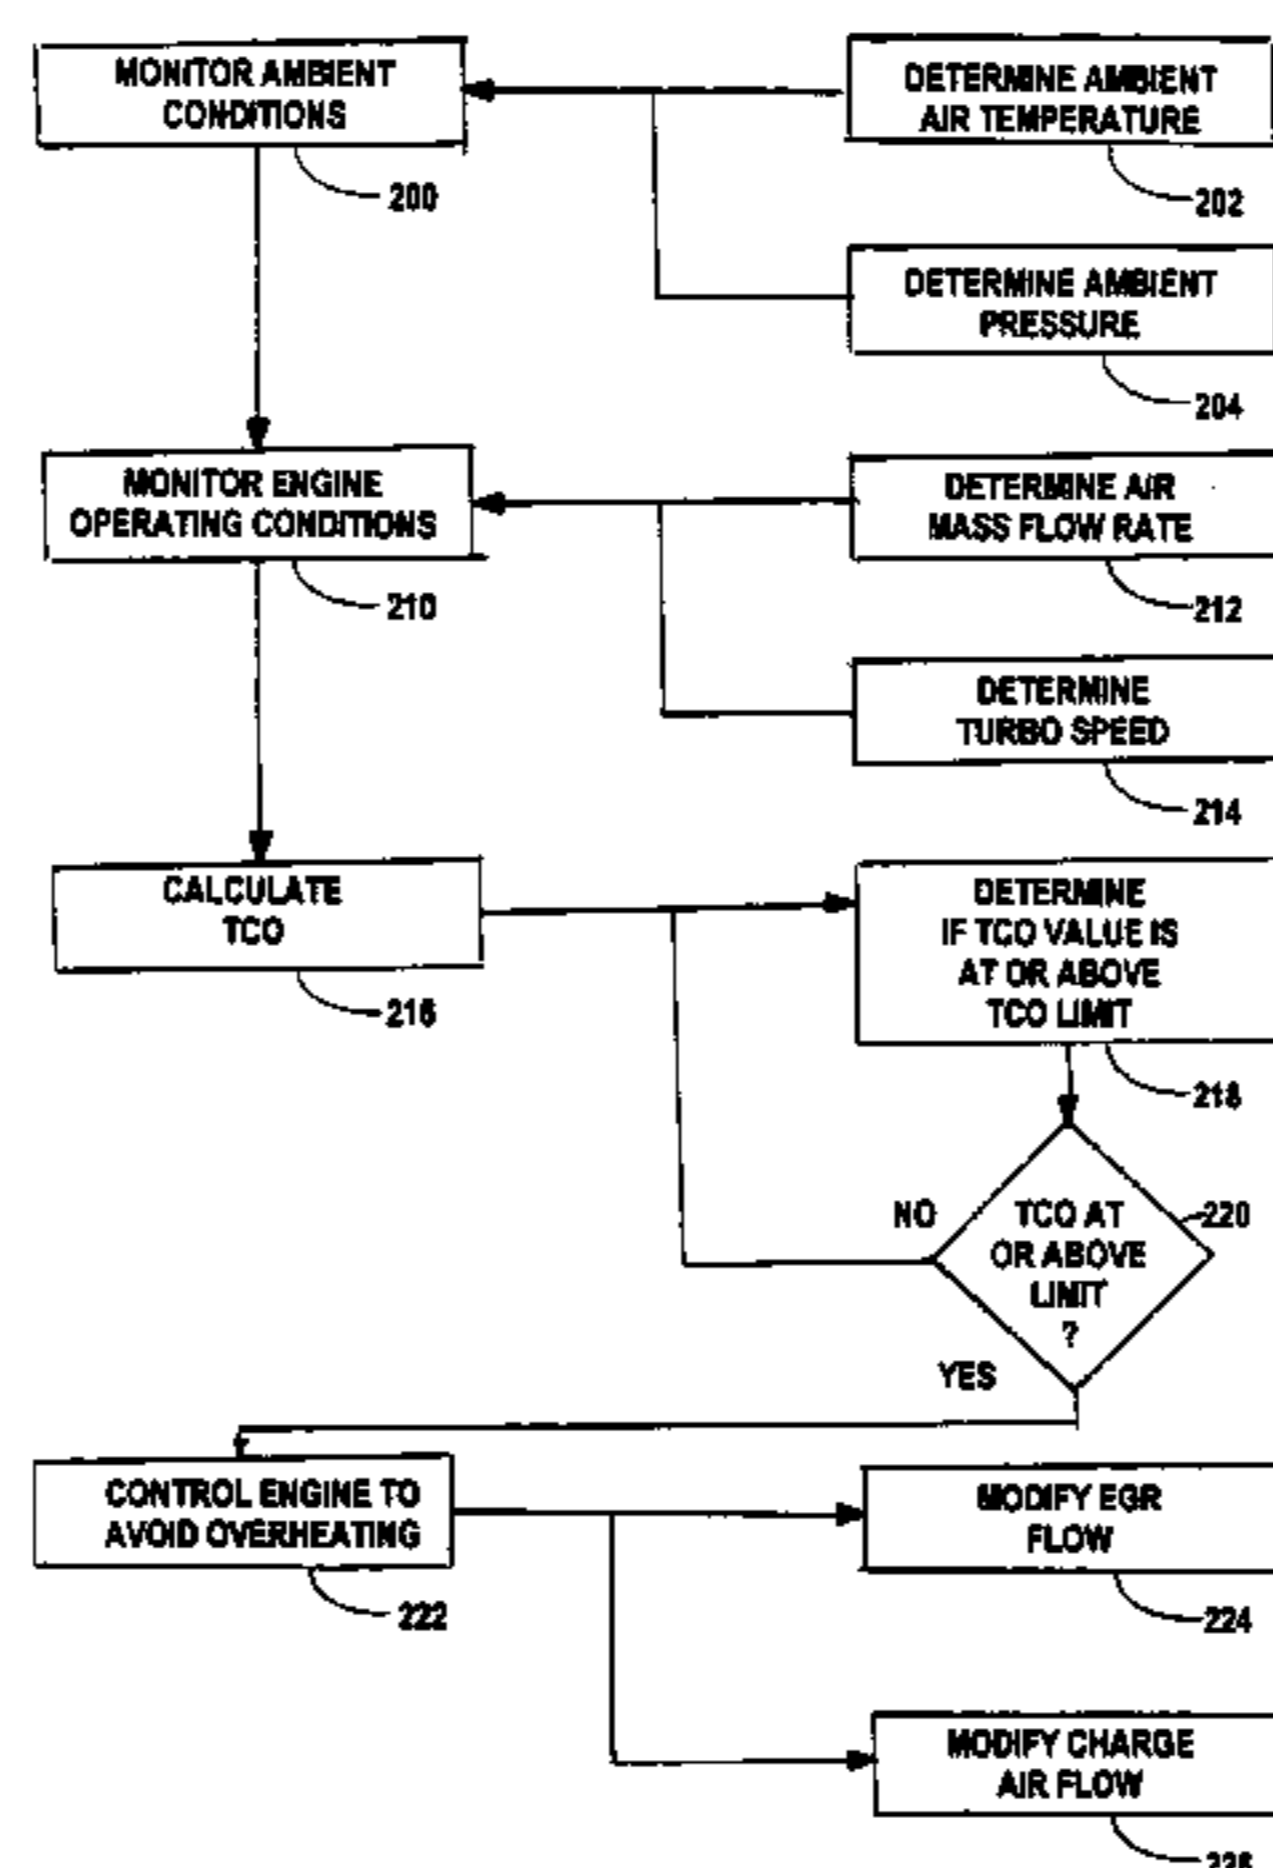 MONITOR AMBIENT
CONDITIONS
200
DETERMINE AMBIENT
AIR TEMPERATURE
202
DETERMINE AMBIENT
PRESSURE
204
MONITOR ENGINE
OPERATING CONDITIONS
210
DETERMINE AIR
MASS FLOW RATE
212
DETERMINE
TURBO SPEED
214
CALCULATE
TCO
216
DETERMINE
IF TCO VALUE IS
AT OR ABOVE
TCO LIMIT
218
NO
TCO AT
OR ABOVE
LIMIT
?
220
YES
CONTROL ENGINE TO
AVOID OVERHEATING
222
MODIFY EGR
FLOW
224
MODIFY CHARGE
AIR FLOW